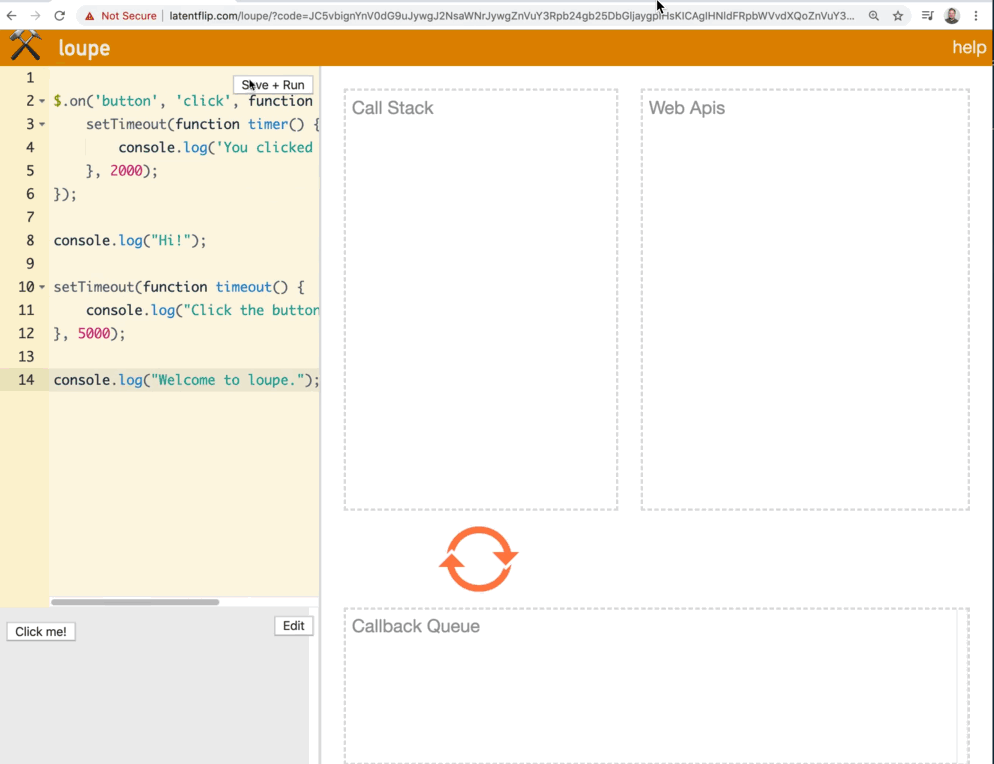 Not Secure | latentflip.com/loupe/?code=JC5vbignYnV0dG9uJywgJ2NsaWNrJywgZnVuY3Rpb24gb25DbGljaygpIHsKICAgIHNldFRpbWVvdXQoZnVuY3...
loupe
help
Save + Run
1
2 $.on('button', 'click', function
3 setTimeout(function timer() {
4 console.log('You clicked
5 }, 2000);
6 });
7
8 console.log("Hi!");
9
10 setTimeout(function timeout() {
11 console.log("Click the button
12 }, 5000);
13
14 console.log("Welcome to loupe.");
Call Stack
Web Apis
Click me!
Edit
Callback Queue